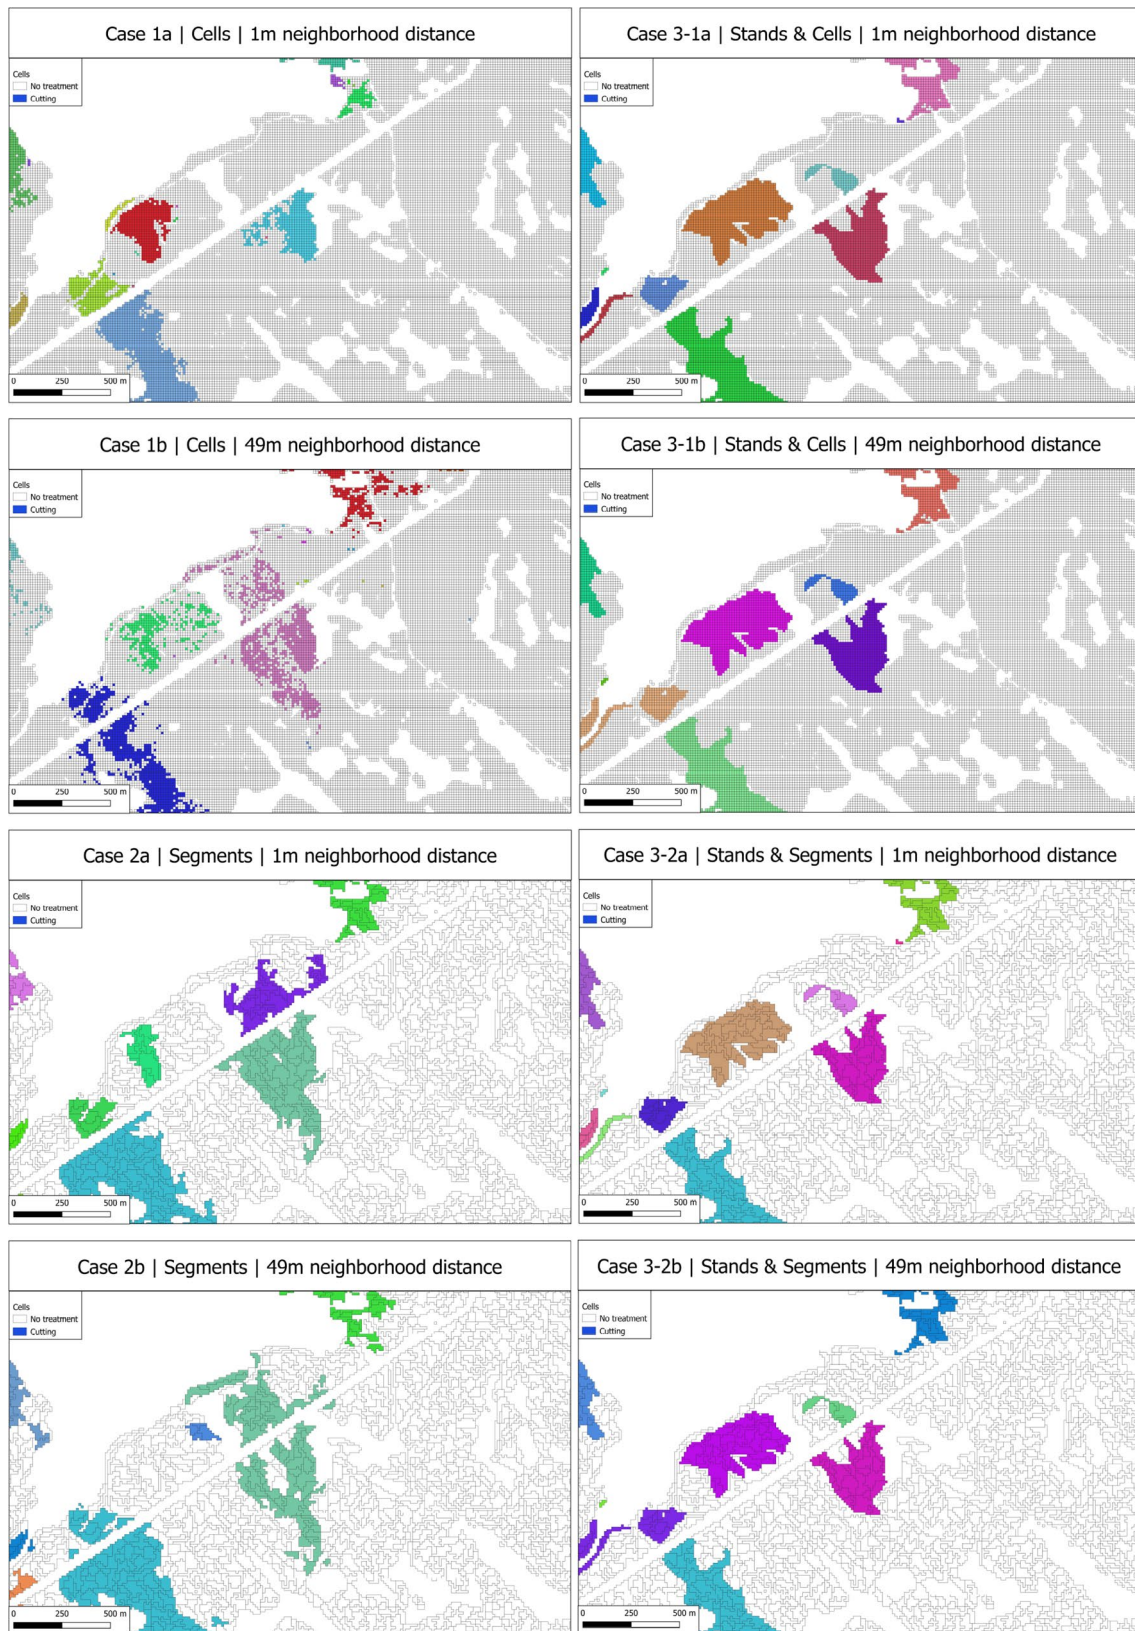 Case 1a | Cells | 1m neighborhood distance
Cells
No treatment
Cutting
0 250 500 m
Case 3-1a | Stands & Cells | 1m neighborhood distance
Cells
No treatment
Cutting
0 250 500 m
Case 1b | Cells | 49m neighborhood distance
Cells
No treatment
Cutting
0 250 500 m
Case 3-1b | Stands & Cells | 49m neighborhood distance
Cells
No treatment
Cutting
0 250 500 m
Case 2a | Segments | 1m neighborhood distance
Cells
No treatment
Cutting
0 250 500 m
Case 3-2a | Stands & Segments | 1m neighborhood distance
Cells
No treatment
Cutting
0 250 500 m
Case 2b | Segments | 49m neighborhood distance
Cells
No treatment
Cutting
0 250 500 m
Case 3-2b | Stands & Segments | 49m neighborhood distance
Cells
No treatment
Cutting
0 250 500 m